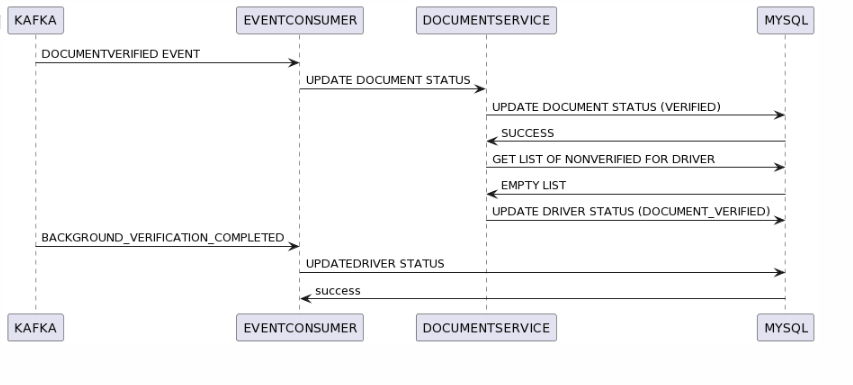 KAFKA EVENTCONSUMER DOCUMENTSERVICE MYSQL
DOCUMENTVERIFIED EVENT
UPDATE DOCUMENT STATUS
UPDATE DOCUMENT STATUS (VERIFIED)
SUCCESS
GET LIST OF NONVERIFIED FOR DRIVER
EMPTY LIST
UPDATE DRIVER STATUS (DOCUMENT_VERIFIED)
BACKGROUND_VERIFICATION_COMPLETED
UPDATEDRIVER STATUS
success
KAFKA EVENTCONSUMER DOCUMENTSERVICE MYSQL